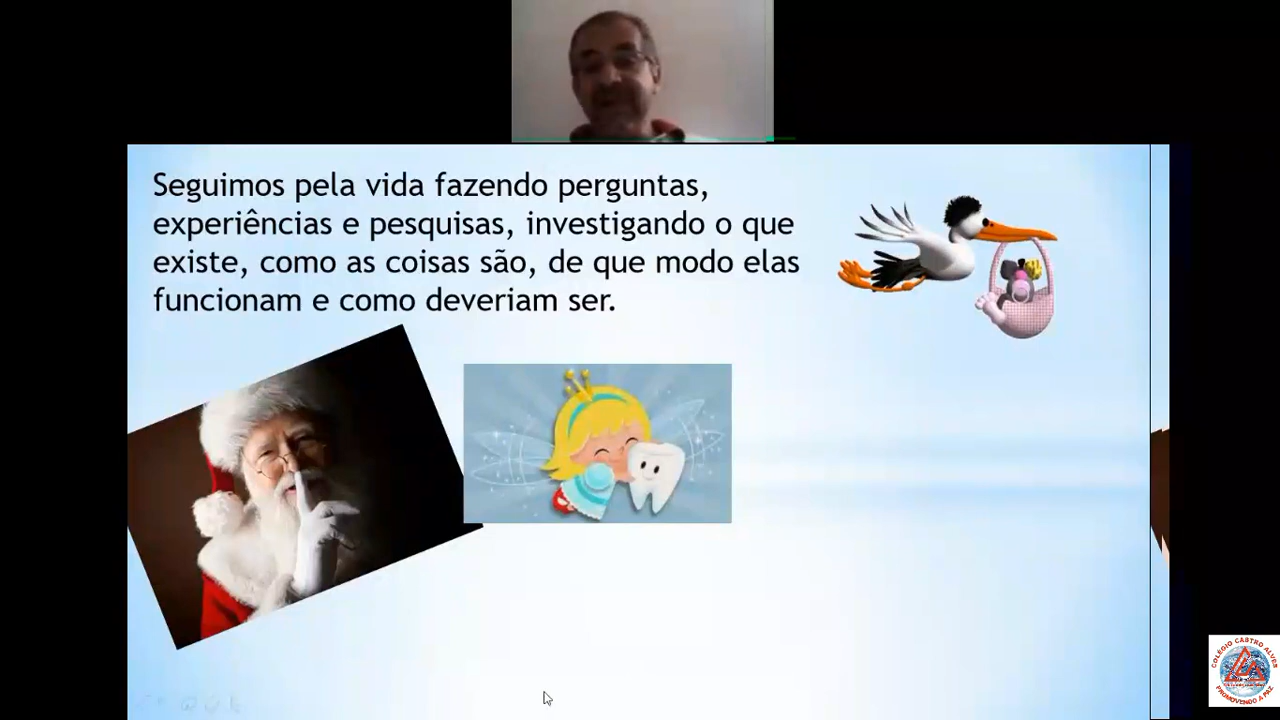 Seguimos pela vida fazendo perguntas,
experiências e pesquisas, investigando o que
existe, como as coisas são, de que modo elas
funcionam e como deveriam ser.
COLÉGIO CASTRO ALVES
PROMOVENDO A PAZ